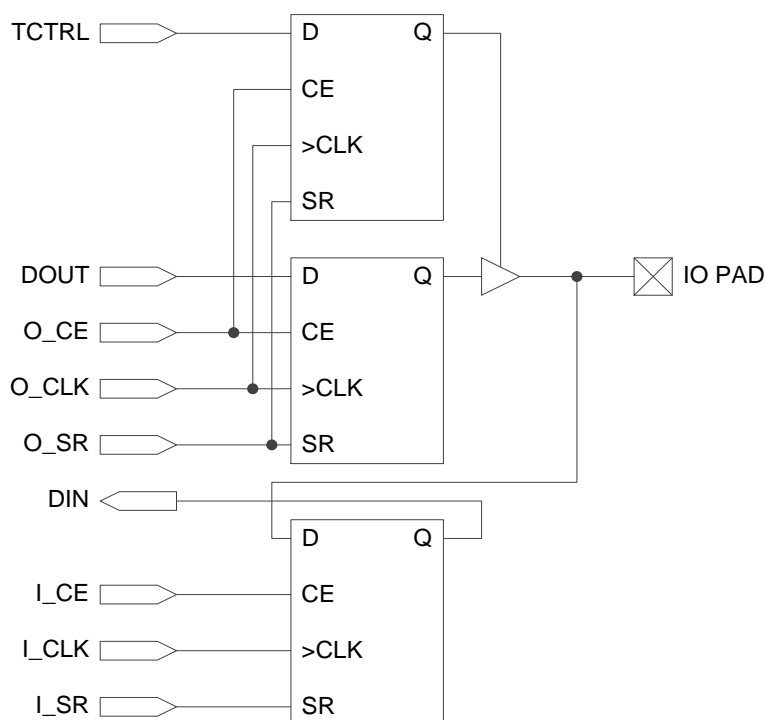 TCTRL D Q
CE
>CLK
SR
DOUT D Q IO PAD
O_CE CE
O_CLK >CLK
O_SR SR
DIN
D Q
I_CE CE
I_CLK >CLK
I_SR SR